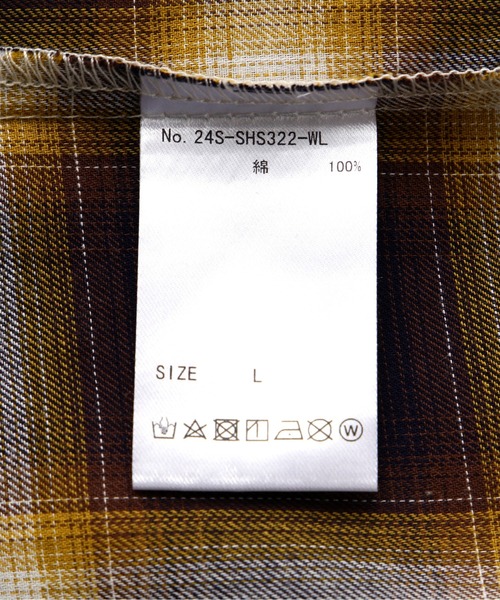 No. 24S-SHS322-WL
綿 100%
SIZE L
W